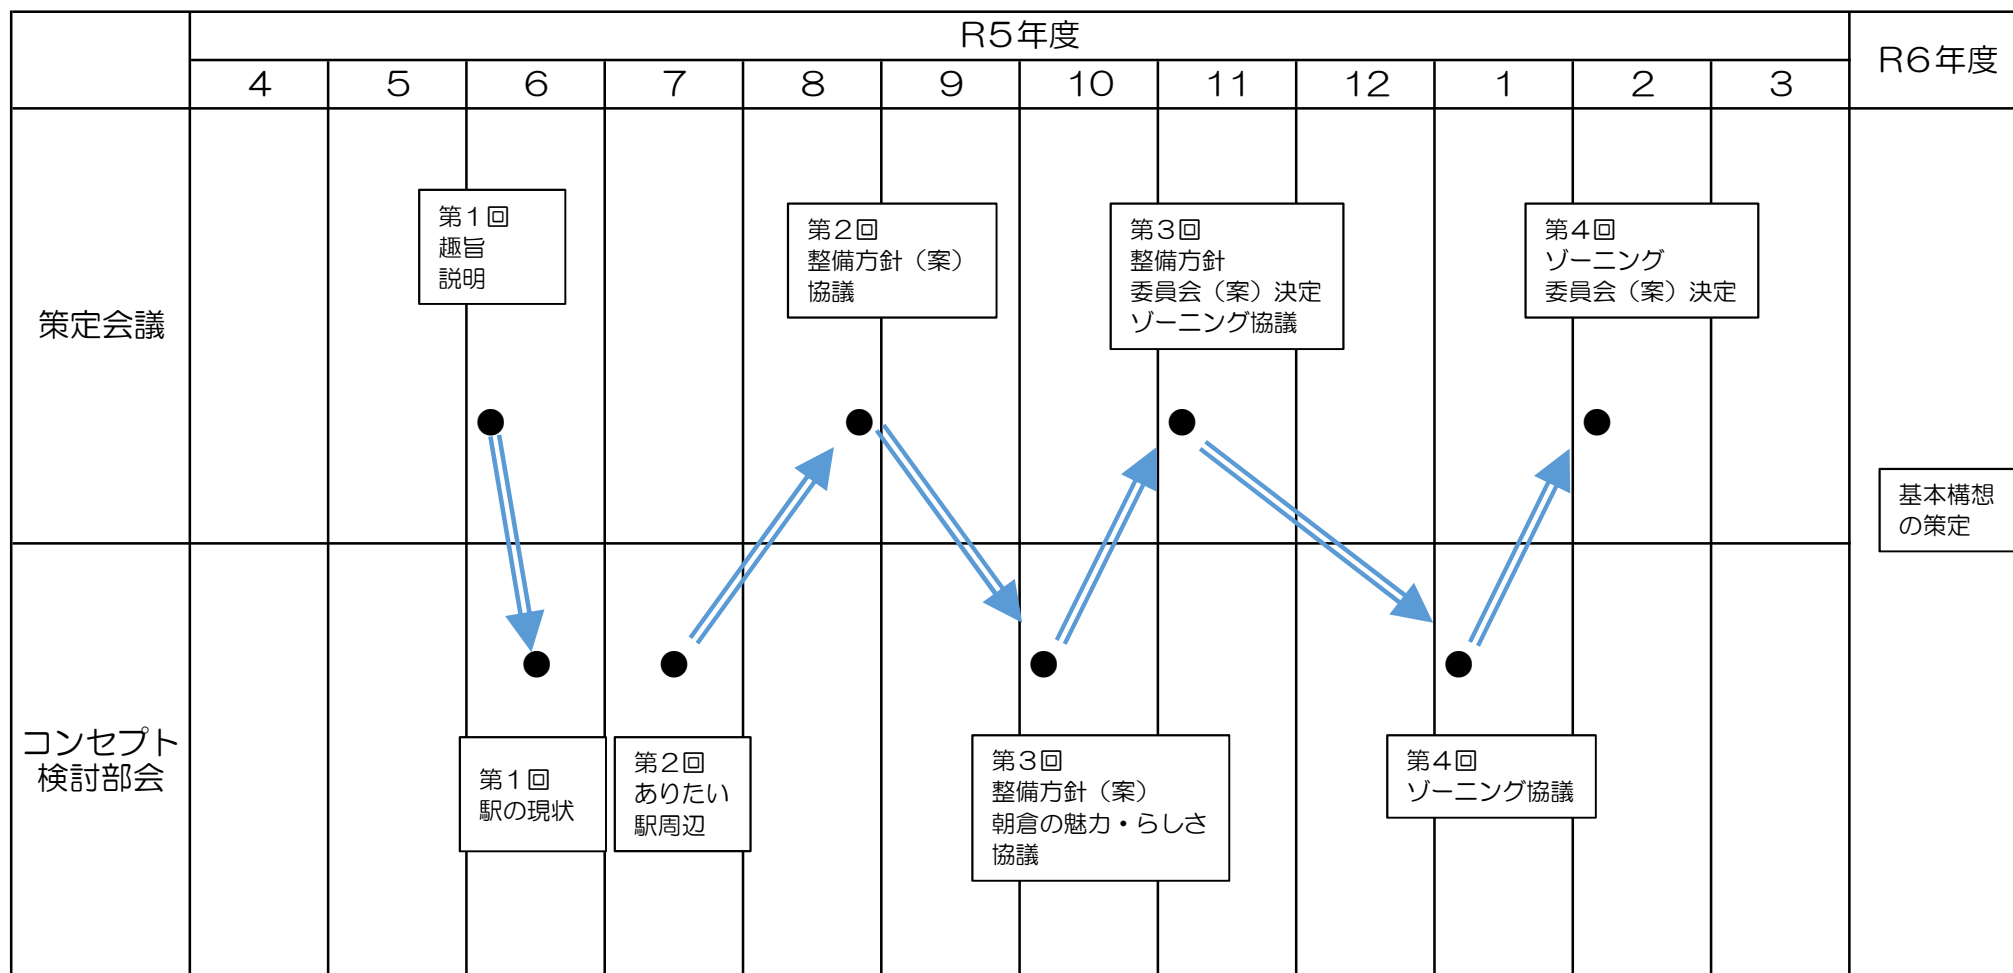 R5年度
R6年度
4
5
6
7
8
9
10
11
12
1
2
3
策定会議
第1回
趣旨
説明
第2回
整備方針（案）
協議
第3回
整備方針
委員会（案）決定
ゾーニング協議
第4回
ゾーニング
委員会（案）決定
基本構想
の策定
コンセプト
検討部会
第1回
駅の現状
第2回
ありたい
駅周辺
第3回
整備方針（案）
朝倉の魅力・らしさ
協議
第4回
ゾーニング協議